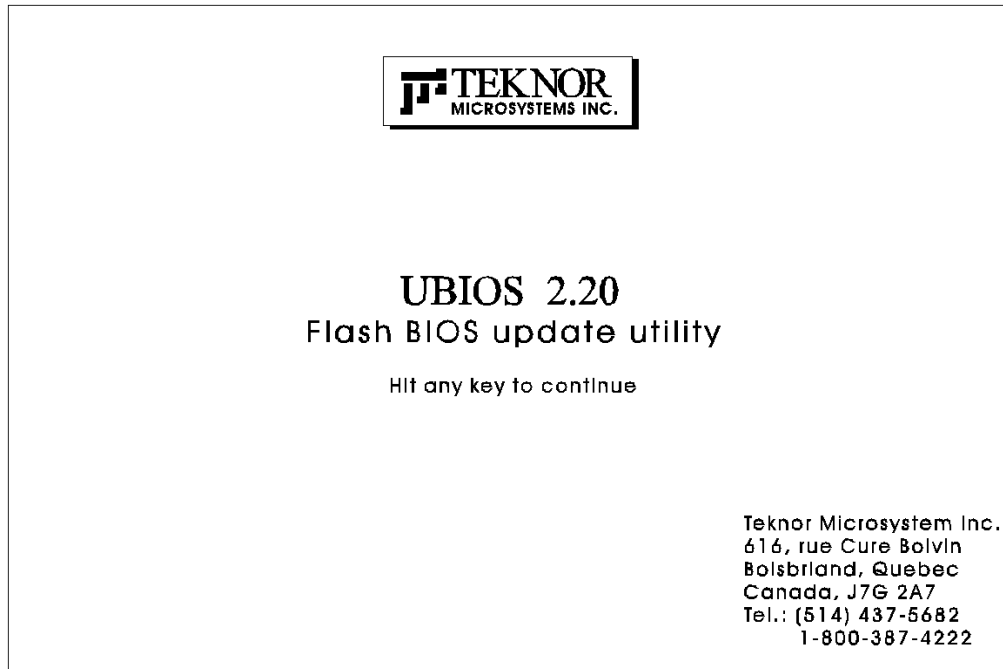 TEKNOR
MICROSYSTEMS INC.
UBIOS 2.20
Flash BIOS update utility
Hit any key to continue
Teknor Microsystem Inc.
616, rue Cure Boivin
Boisbriand, Quebec
Canada, J7G 2A7
Tel.: (514) 437-5682
1-800-387-4222